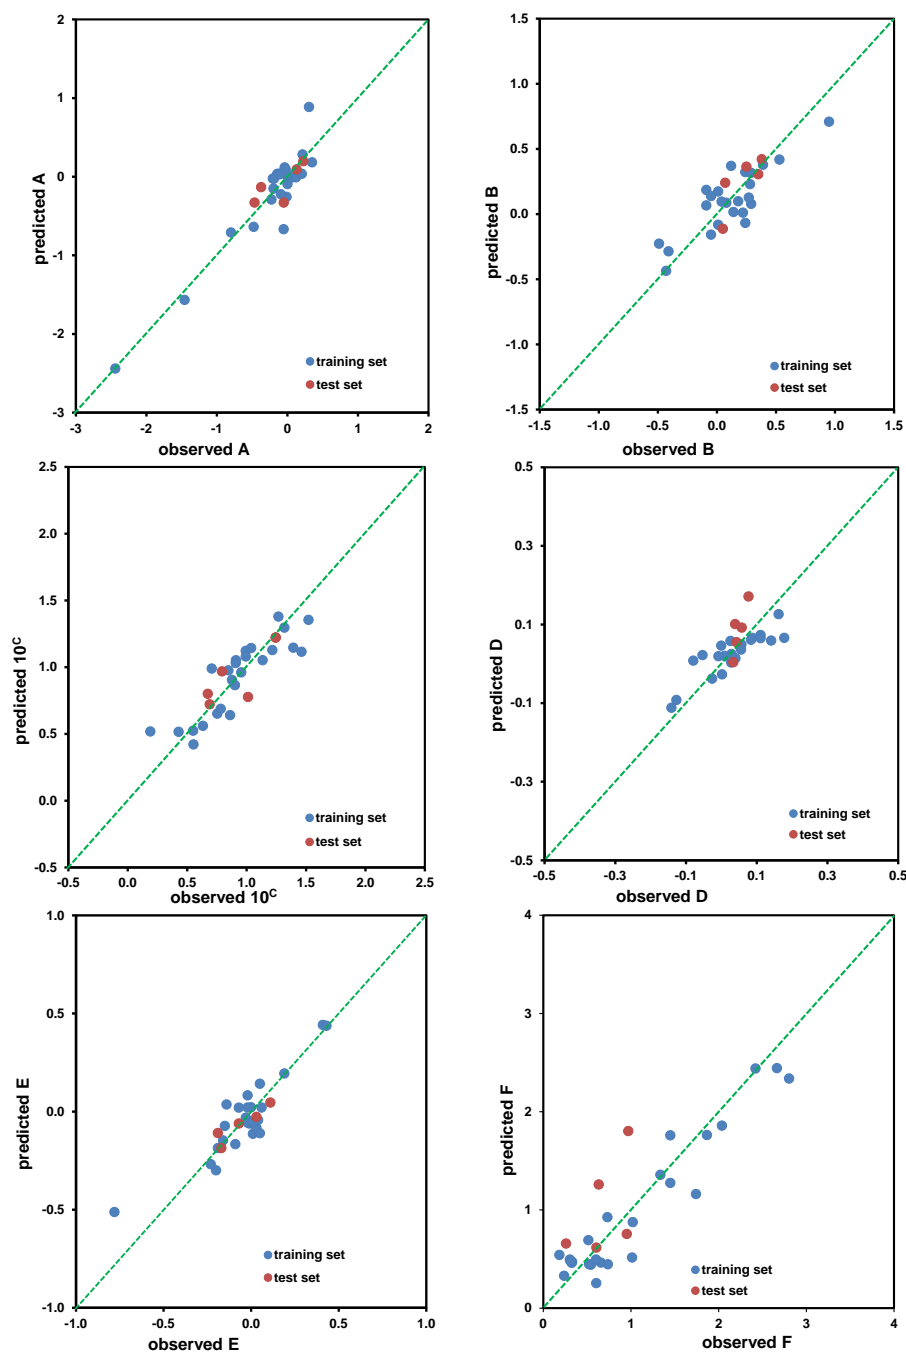 2
1
0
-1
-2
-3
-3 -2 -1 0 1 2
predicted A
observed A
training set
test set
1.5
1.0
0.5
0.0
-0.5
-1.0
-1.5
-1.5 -1.0 -0.5 0.0 0.5 1.0 1.5
predicted B
observed B
training set
test set
2.5
2.0
1.5
1.0
0.5
0.0
-0.5
-0.5 0.0 0.5 1.0 1.5 2.0 2.5
predicted 10^C
observed 10^C
training set
test set
0.5
0.3
0.1
-0.1
-0.3
-0.5
-0.5 -0.3 -0.1 0.1 0.3 0.5
predicted D
observed D
training set
test set
1.0
0.5
0.0
-0.5
-1.0
-1.0 -0.5 0.0 0.5 1.0
predicted E
observed E
training set
test set
4
3
2
1
0
0 1 2 3 4
predicted F
observed F
training set
test set